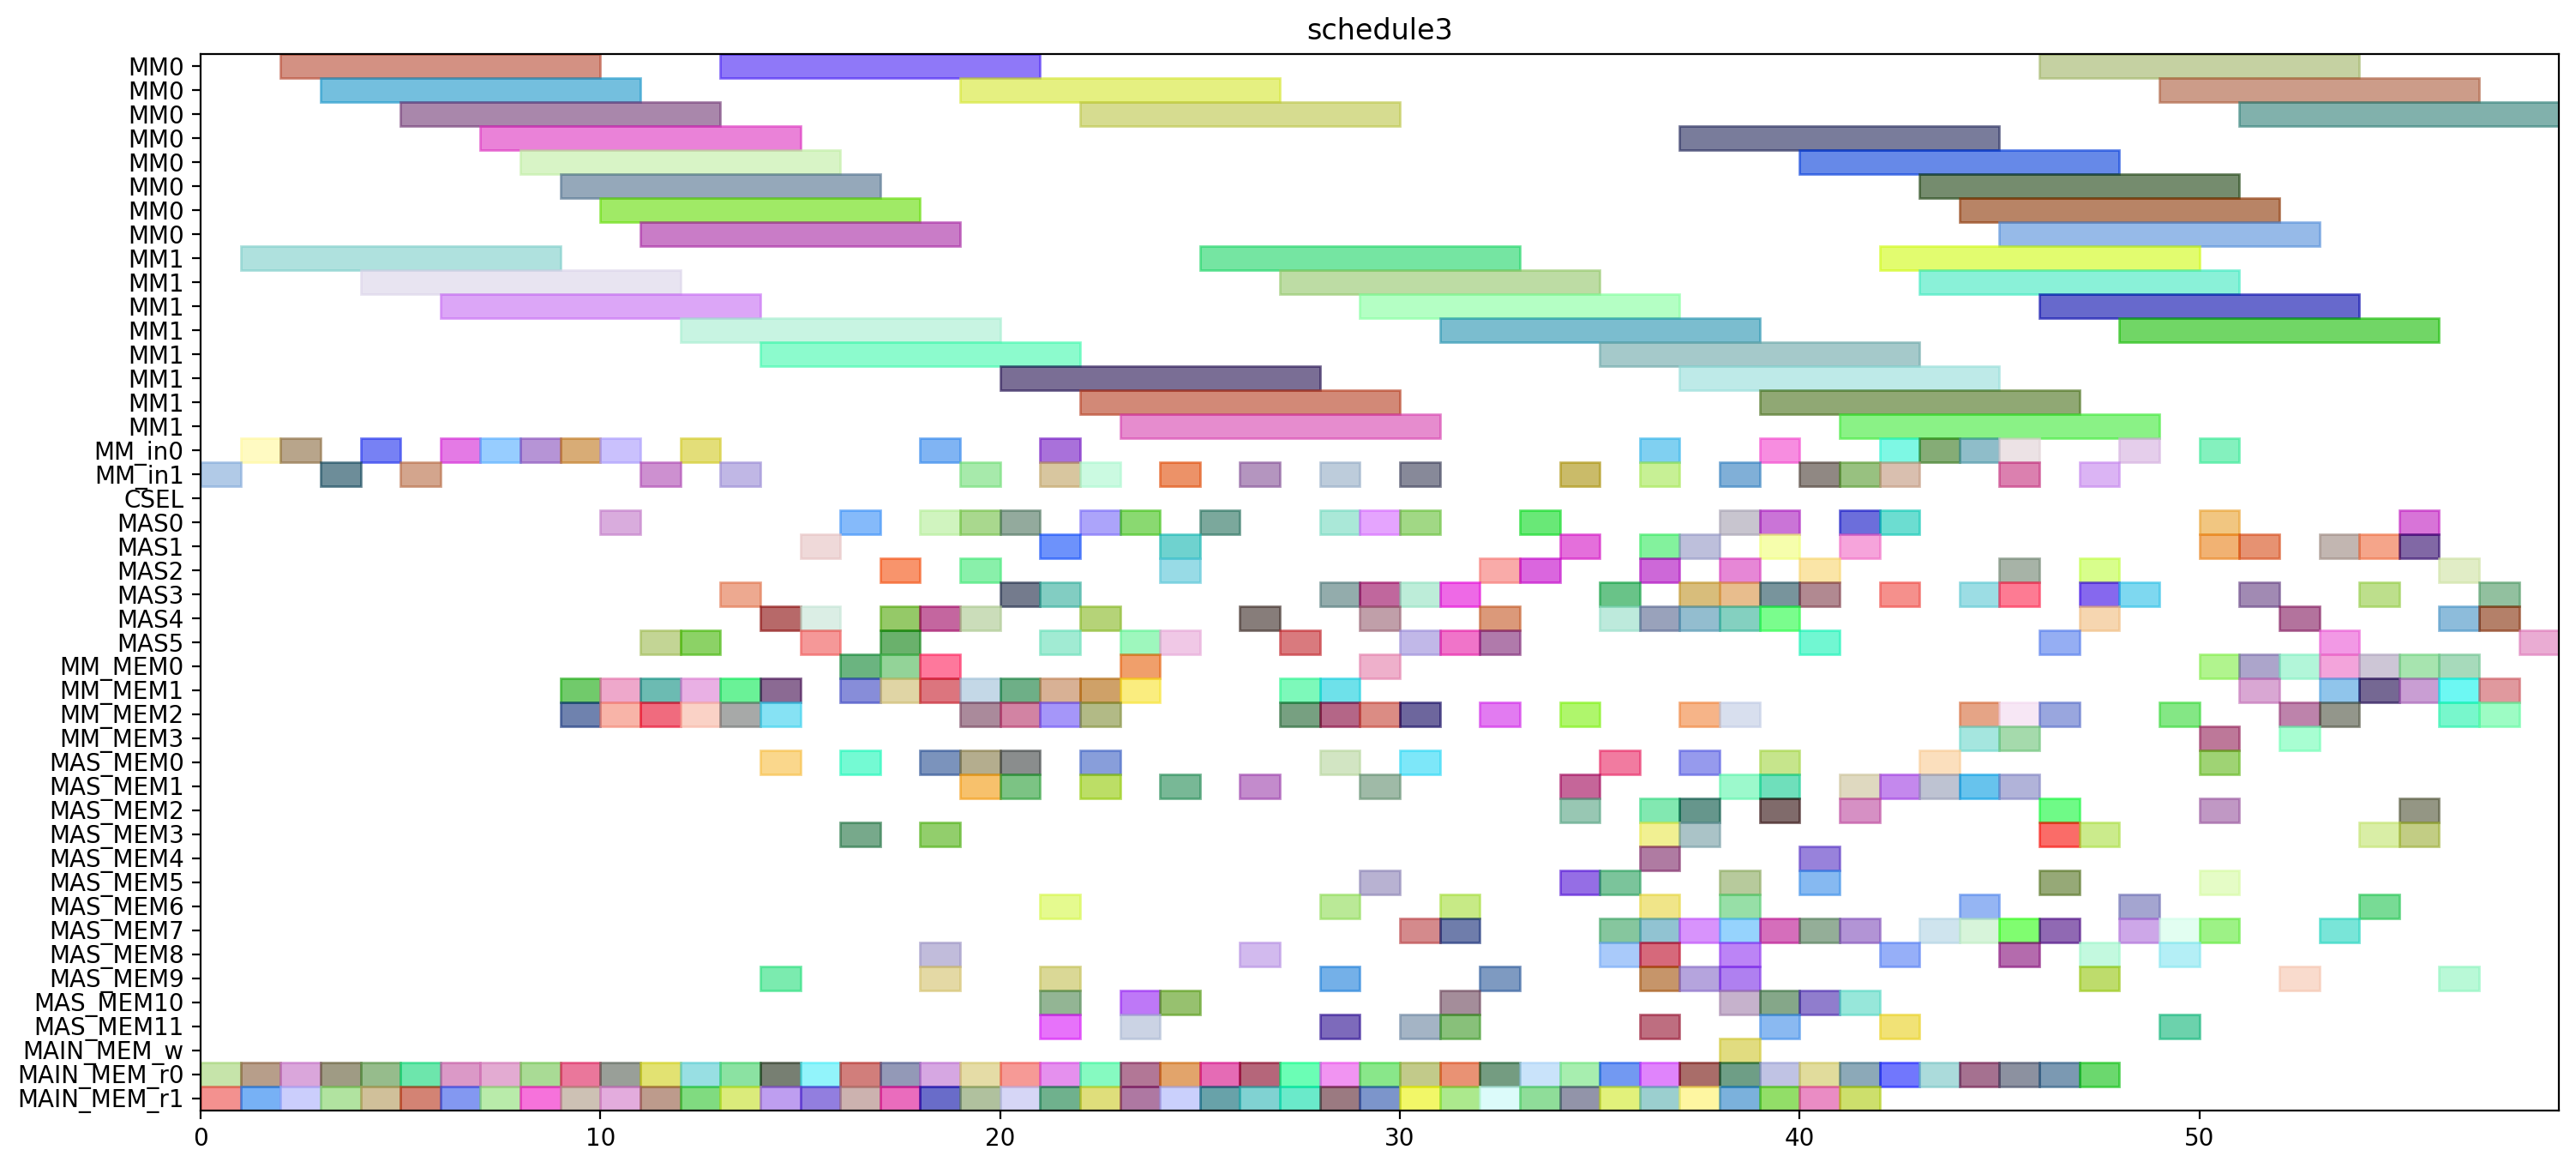 schedule3
MM0
MM0
MM0
MM0
MM0
MM0
MM0
MM0
MM1
MM1
MM1
MM1
MM1
MM1
MM1
MM1
MM_in0
MM_in1
CSEL
MAS0
MAS1
MAS2
MAS3
MAS4
MAS5
MM_MEM0
MM_MEM1
MM_MEM2
MM_MEM3
MAS_MEM0
MAS_MEM1
MAS_MEM2
MAS_MEM3
MAS_MEM4
MAS_MEM5
MAS_MEM6
MAS_MEM7
MAS_MEM8
MAS_MEM9
MAS_MEM10
MAS_MEM11
MAIN_MEM_w
MAIN_MEM_r0
MAIN_MEM_r1
0 10 20 30 40 50